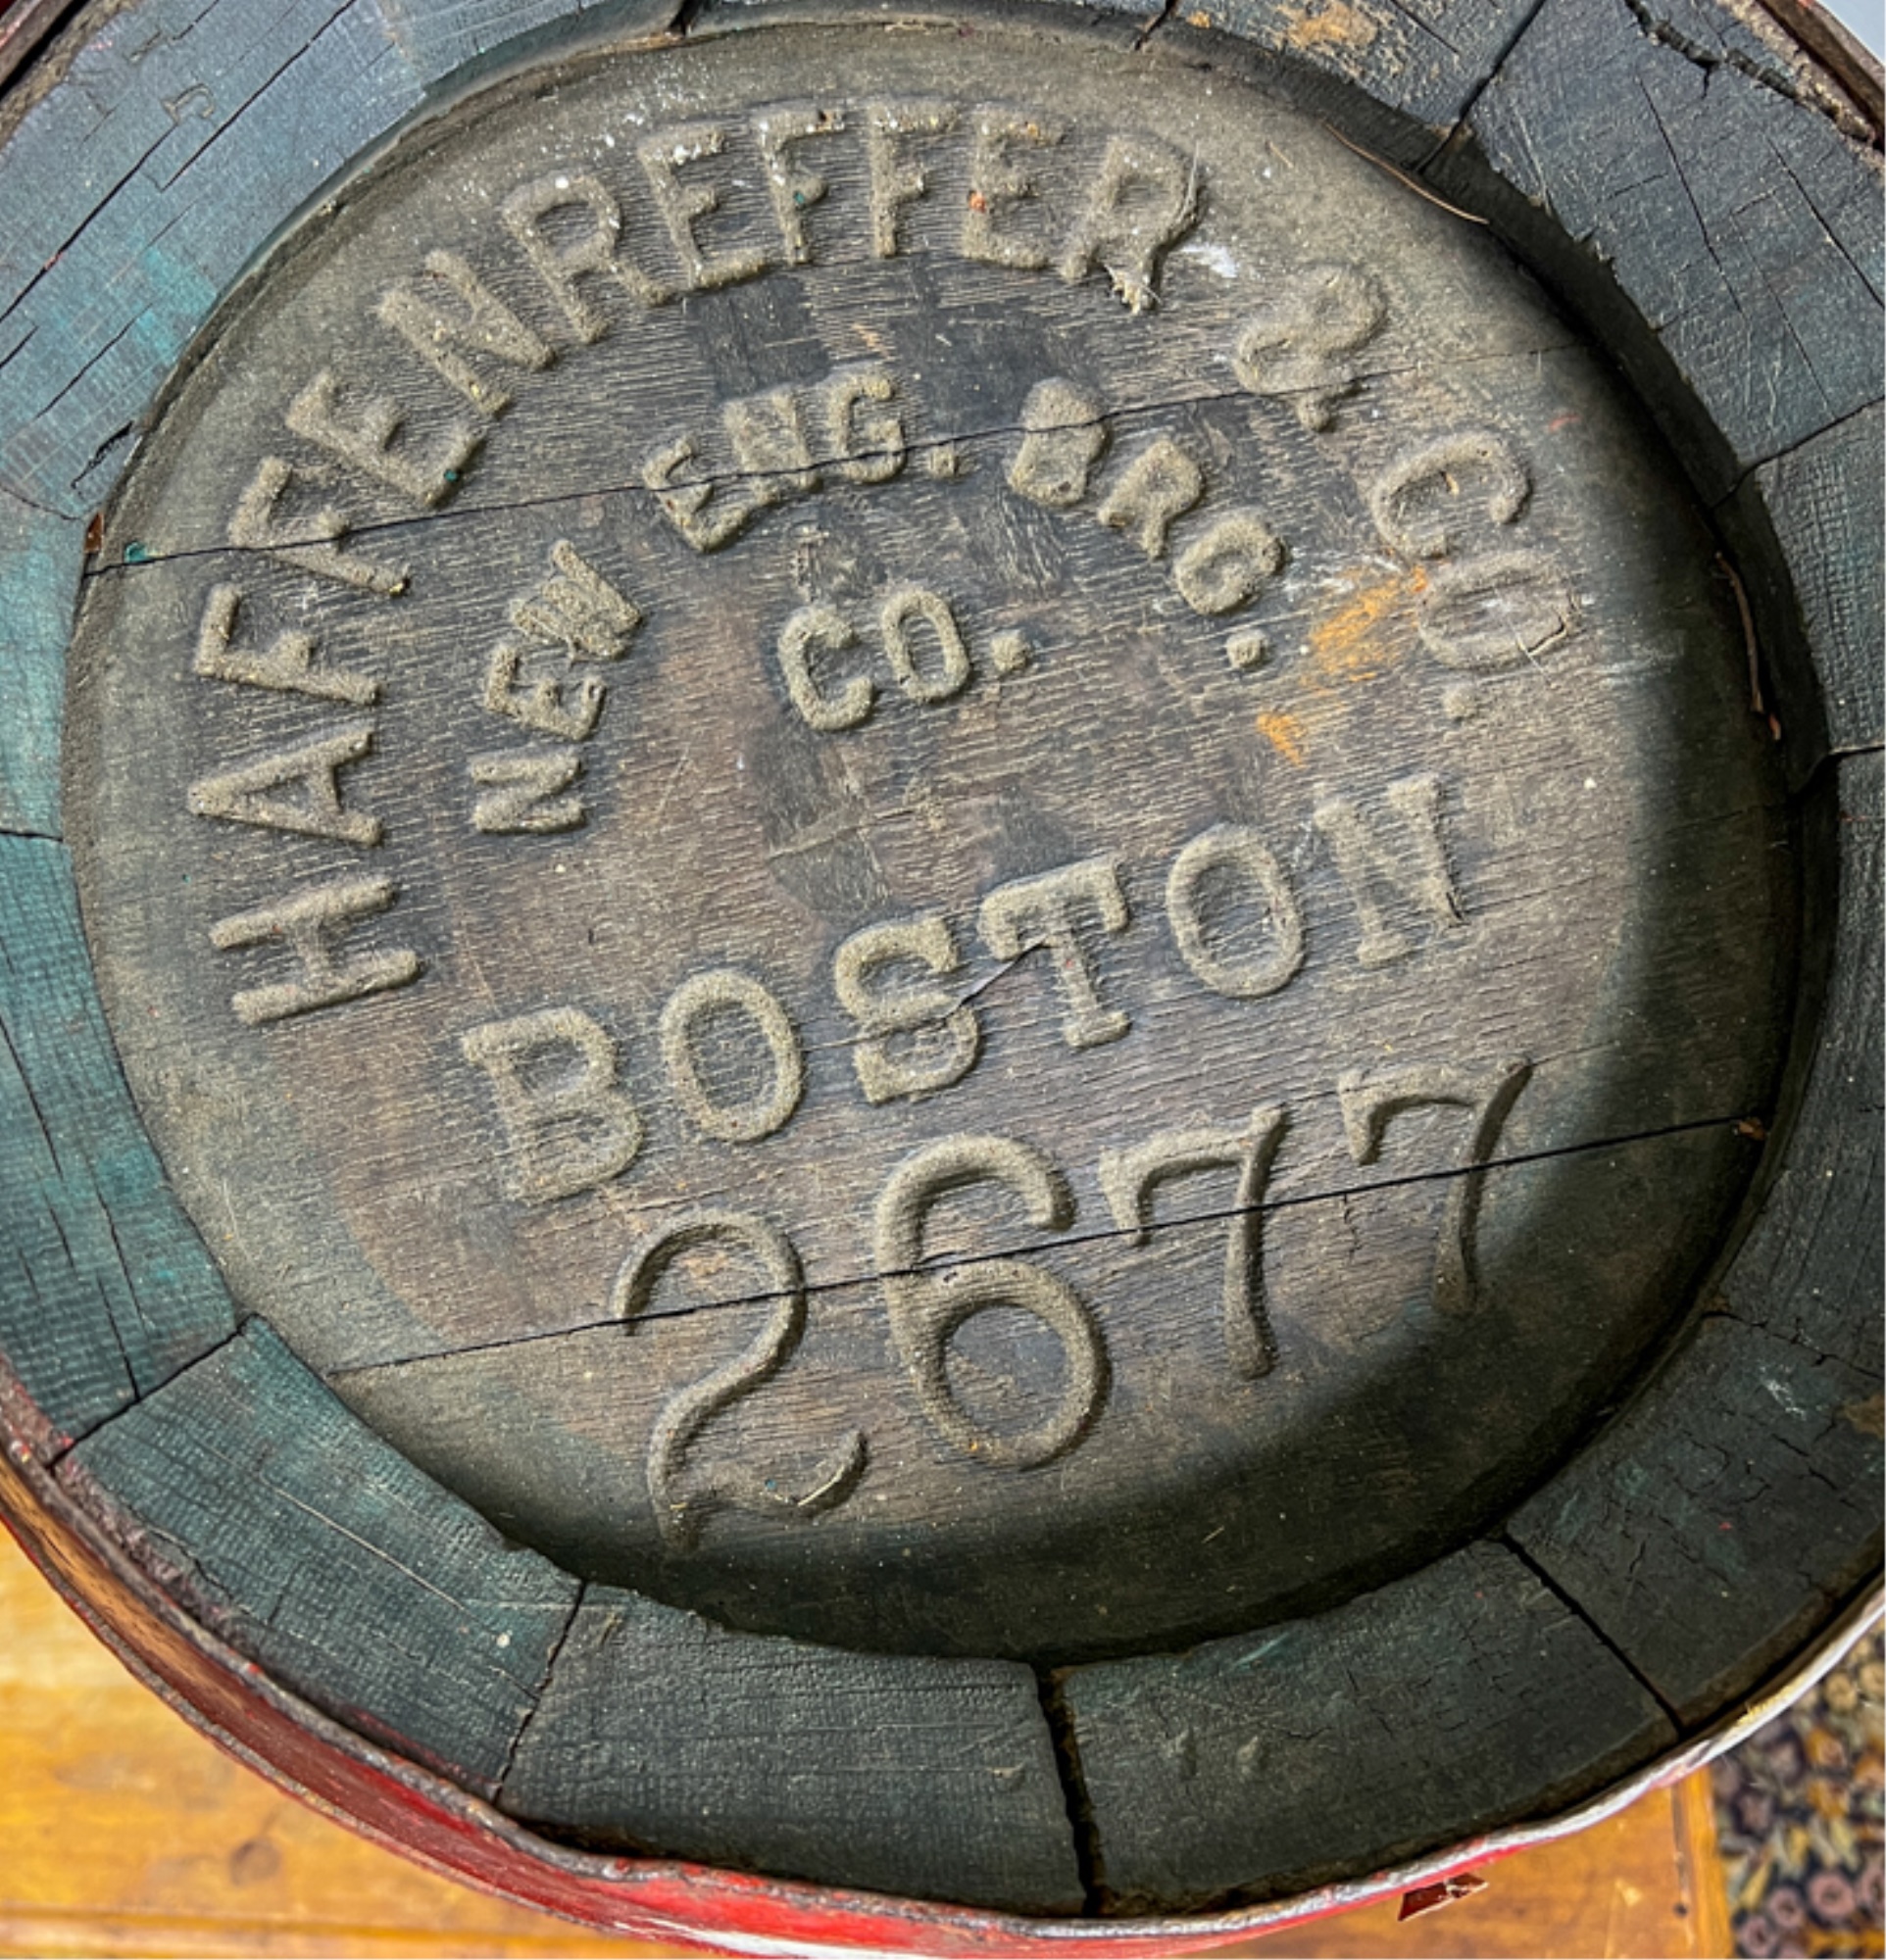 HAFFENREFFER & CO.
NEW ENG. BRG.
CO.
BOSTON
2677